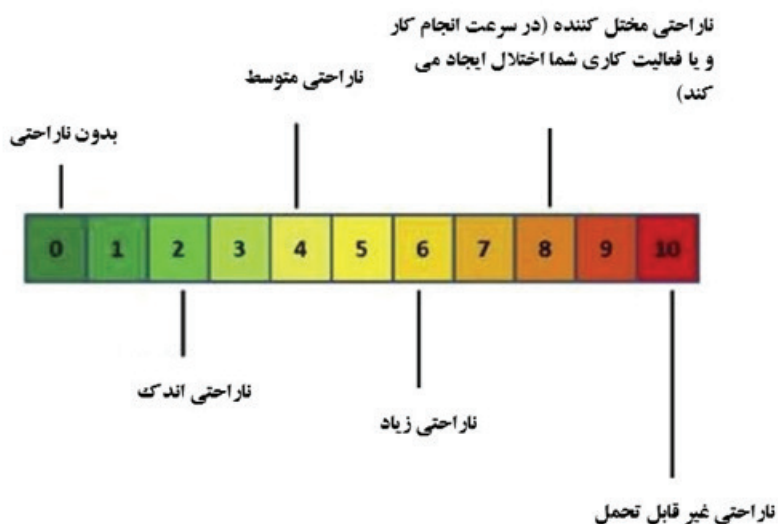 ناراحتی مختل کننده (در سرعت انجام کار
و یا فعالیت کاری شما اختلال ایجاد می
کند)
ناراحتی متوسط
بدون ناراحتی
0 1 2 3 4 5 6 7 8 9 10
ناراحتی اندک
ناراحتی زیاد
ناراحتی غیر قابل تحمل